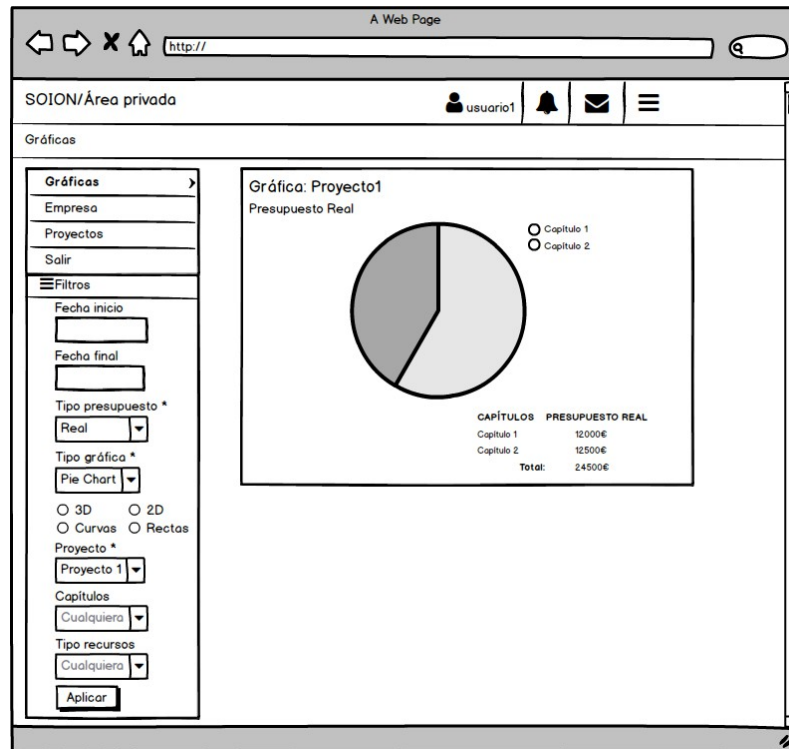 A Web Page
http://
SOION/Área privada
usuario1
Gráficas
Gráficas
Empresa
Proyectos
Salir
Filtros
Fecha inicio
Fecha final
Tipo presupuesto *
Real
Tipo gráfica *
Pie Chart
3D 2D
Curvas Rectas
Proyecto *
Proyecto 1
Capítulos
Cualquiera
Tipo recursos
Cualquiera
Aplicar
Gráfica: Proyecto1
Presupuesto Real
Capítulo 1
Capítulo 2
CAPÍTULOS PRESUPUESTO REAL
Capítulo 1 12000€
Capítulo 2 12500€
Total: 24500€